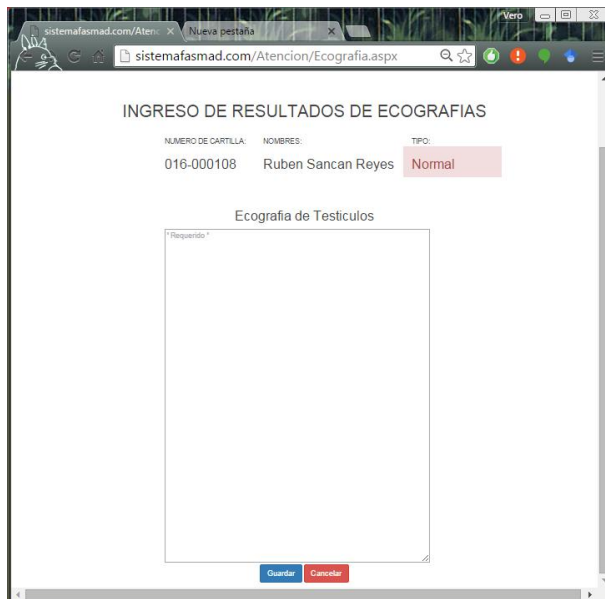 Vero
sistemafasmad.com/Atenc
Nueva pestaña
sistemafasmad.com/Atencion/Ecografia.aspx
INGRESO DE RESULTADOS DE ECOGRAFIAS
NUMERO DE CARTILLA: NOMBRES: TIPO:
016-000108 Ruben Sancan Reyes Normal
Ecografia de Testiculos
* Requerido *
Guardar Cancelar